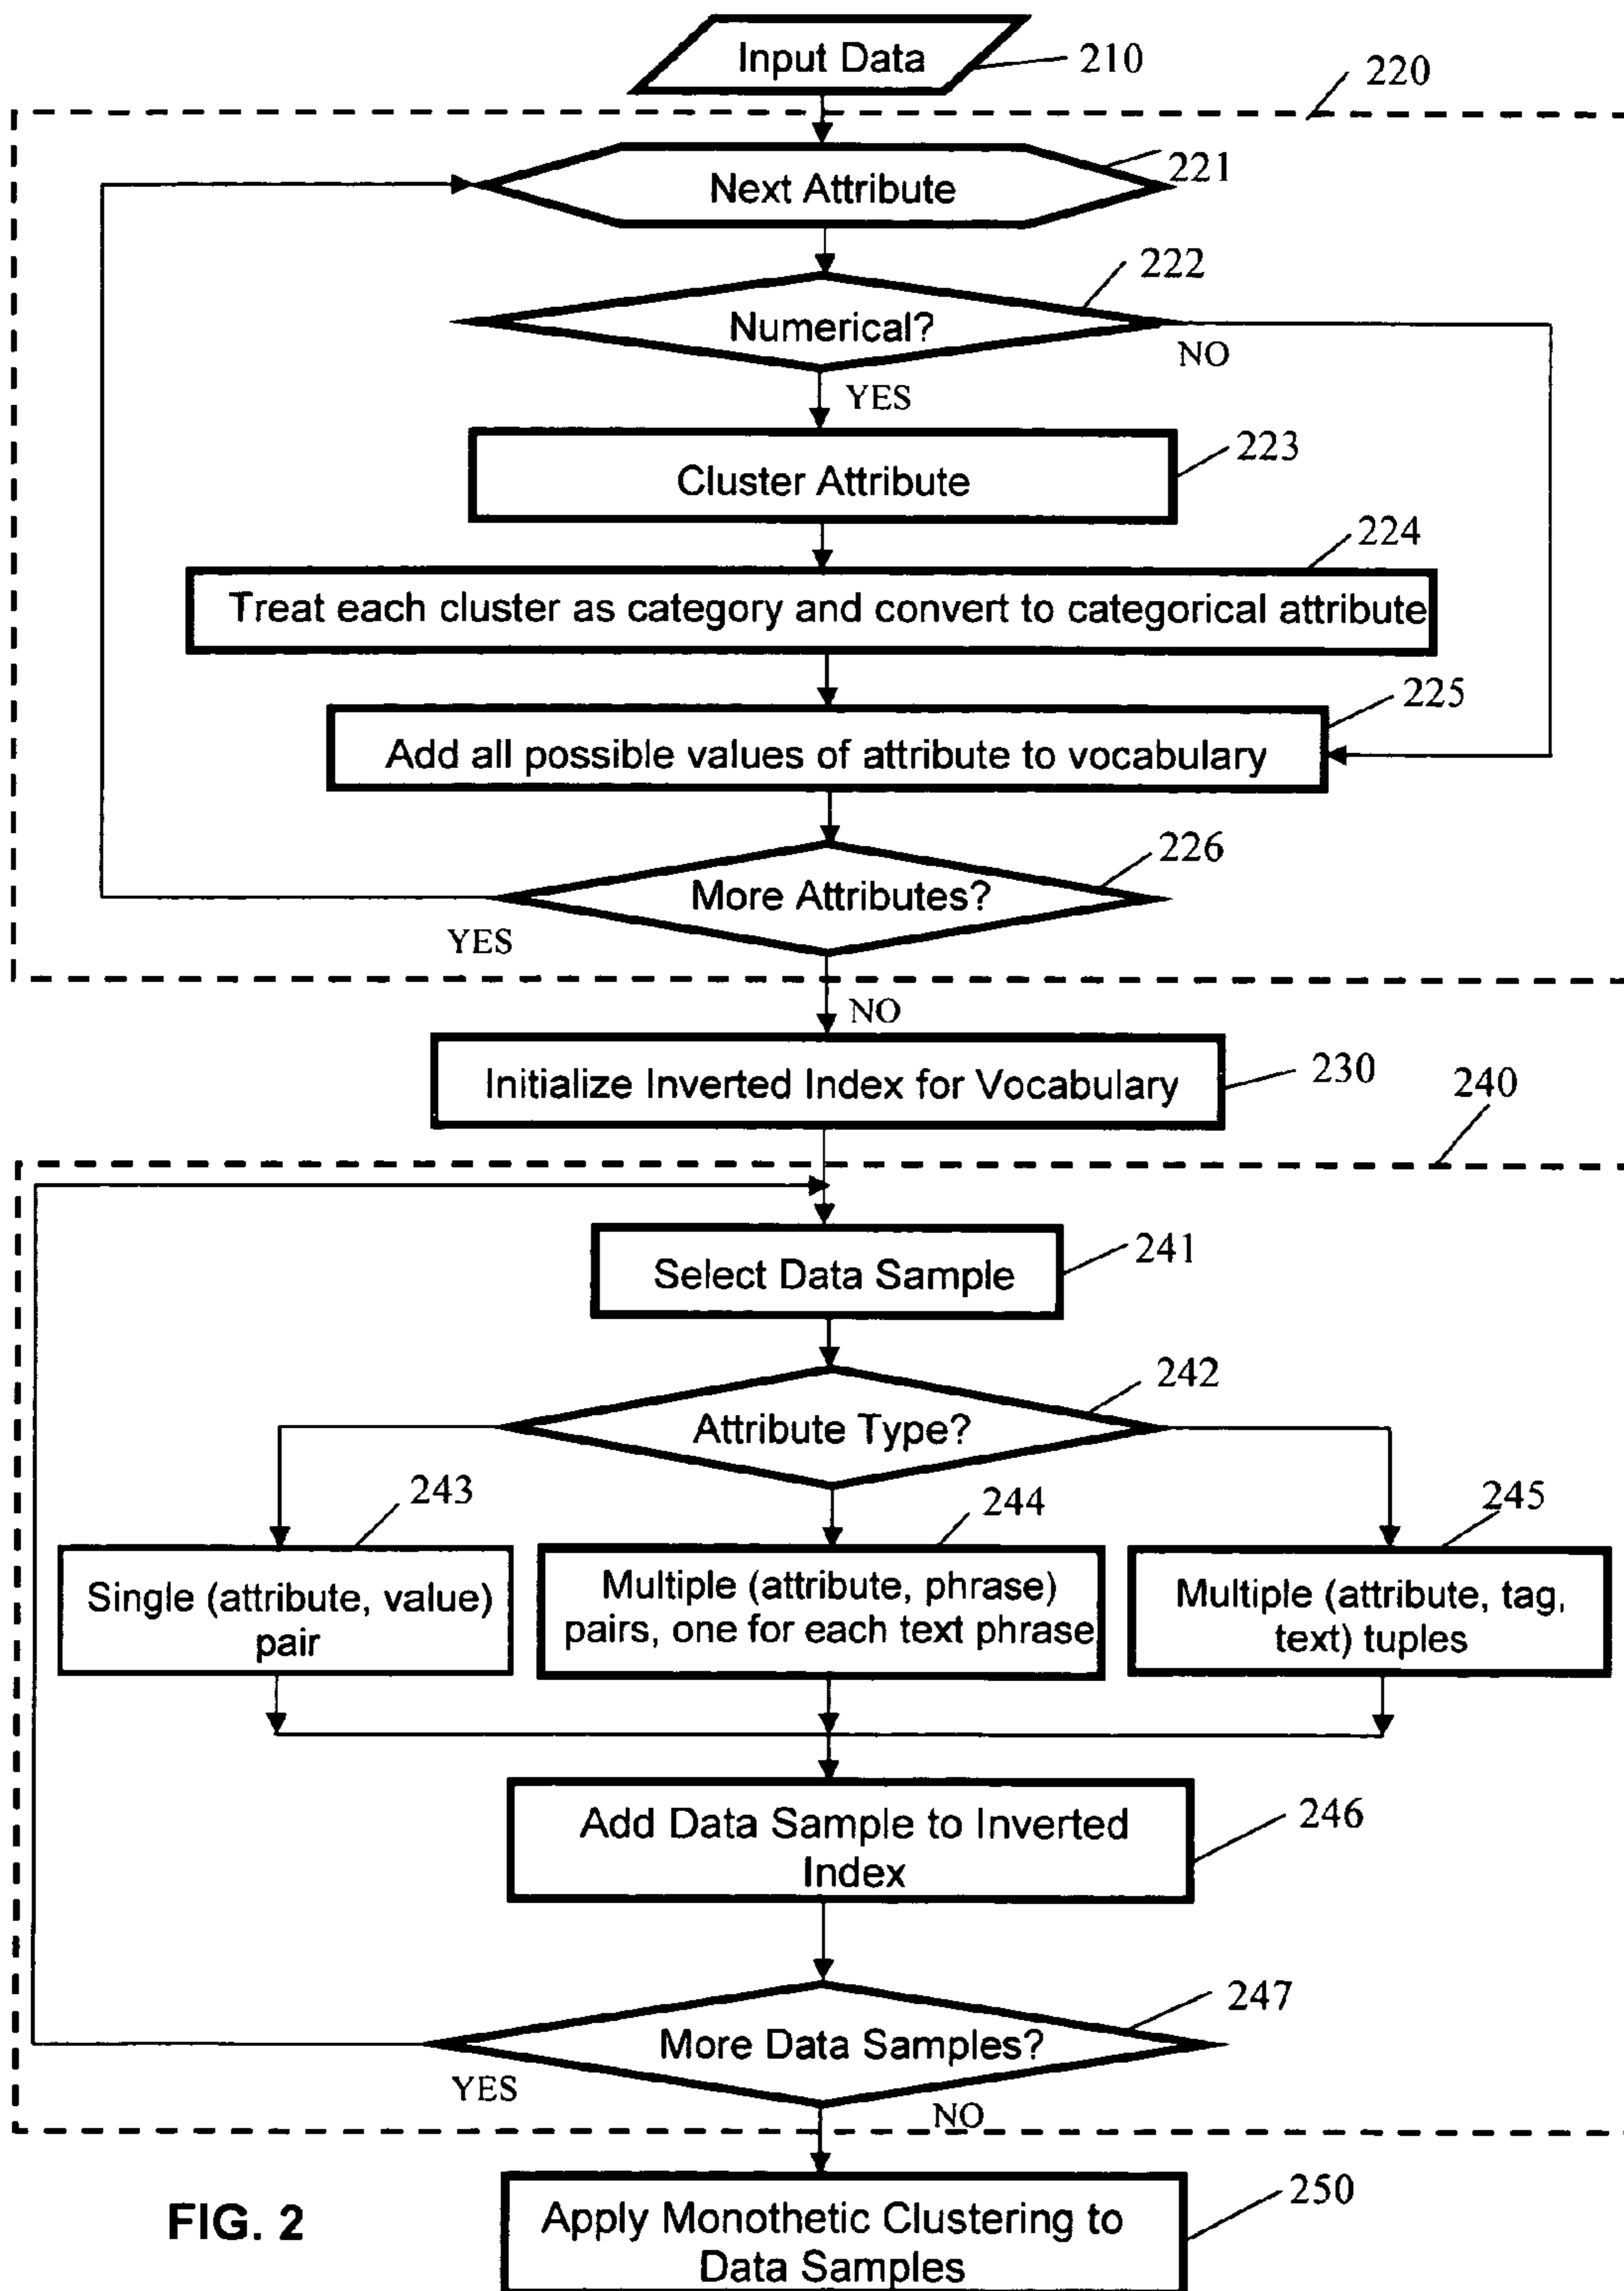 Input Data
210
220
Next Attribute
221
222
Numerical?
NO
YES
223
Cluster Attribute
224
Treat each cluster as category and convert to categorical attribute
225
Add all possible values of attribute to vocabulary
226
More Attributes?
YES
NO
Initialize Inverted Index for Vocabulary
230
240
Select Data Sample
241
242
Attribute Type?
243
244
245
Single (attribute, value)
pair
Multiple (attribute, phrase)
pairs, one for each text phrase
Multiple (attribute, tag,
text) tuples
Add Data Sample to Inverted
Index
246
247
More Data Samples?
YES
NO
250
Apply Monothetic Clustering to
Data Samples
FIG. 2